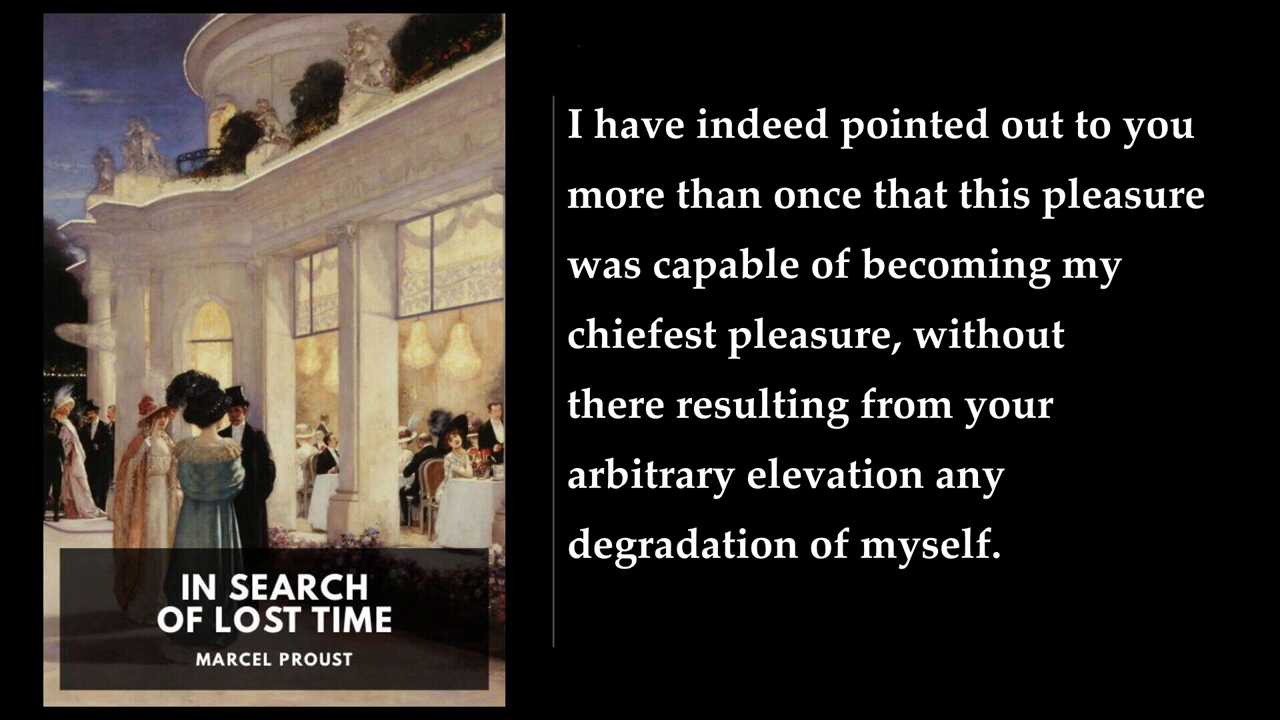 IN SEARCH
OF LOST TIME
MARCEL PROUST
I have indeed pointed out to you
more than once that this pleasure
was capable of becoming my
chiefest pleasure, without
there resulting from your
arbitrary elevation any
degradation of myself.